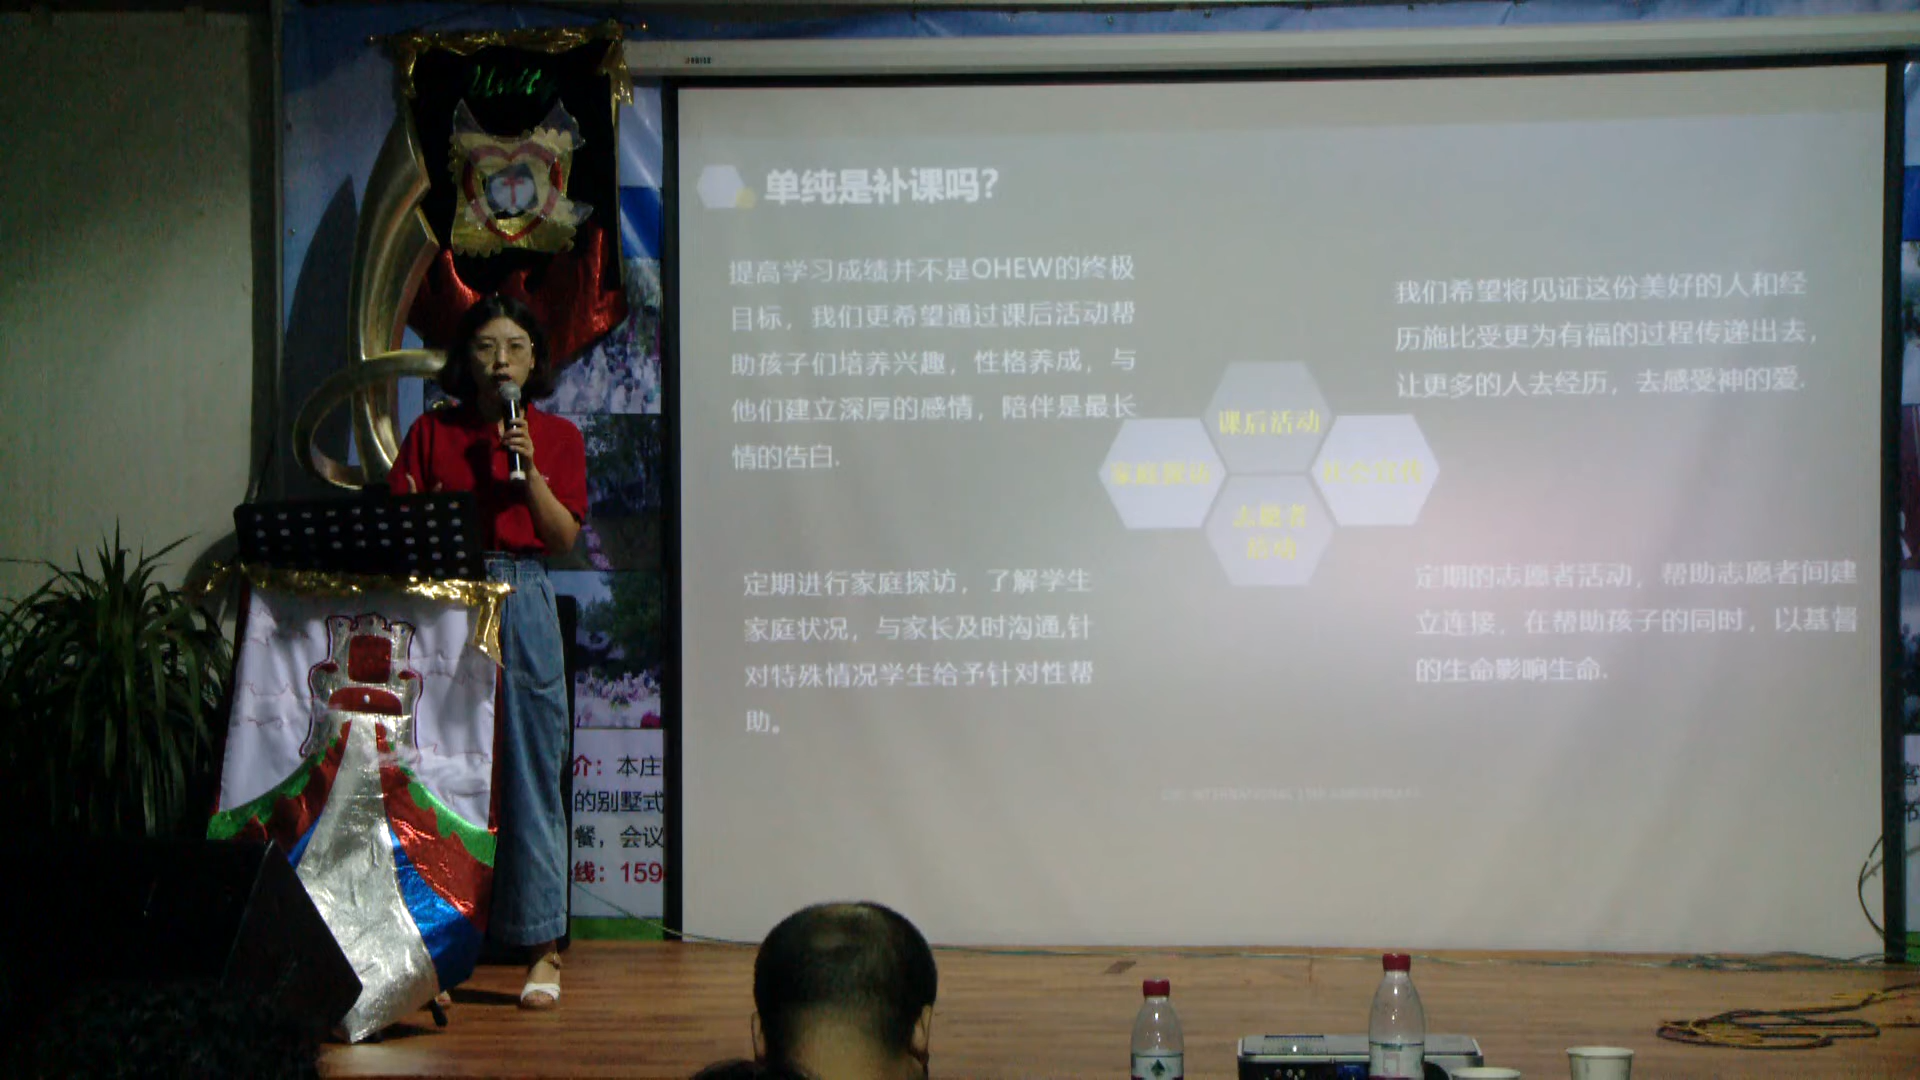 Unity
单纯是补课吗?
提高学习成绩并不是OHEW的终极
目标，我们更希望通过课后活动帮
助孩子们培养兴趣，性格养成，与
他们建立深厚的感情，陪伴是最长
情的告白.
我们希望将见证这份美好的人和经
历施比受更为有福的过程传递出去，
让更多的人去经历，去感受神的爱.
课后活动
家庭探访
志愿者
活动
定期进行家庭探访，了解学生
家庭状况，与家长及时沟通,针
对特殊情况学生给予针对性帮
助。
定期的志愿者活动，帮助志愿者间建
立连接，在帮助孩子的同时，以基督
的生命影响生命.
介：本庄
的别墅式
餐，会议
线：159